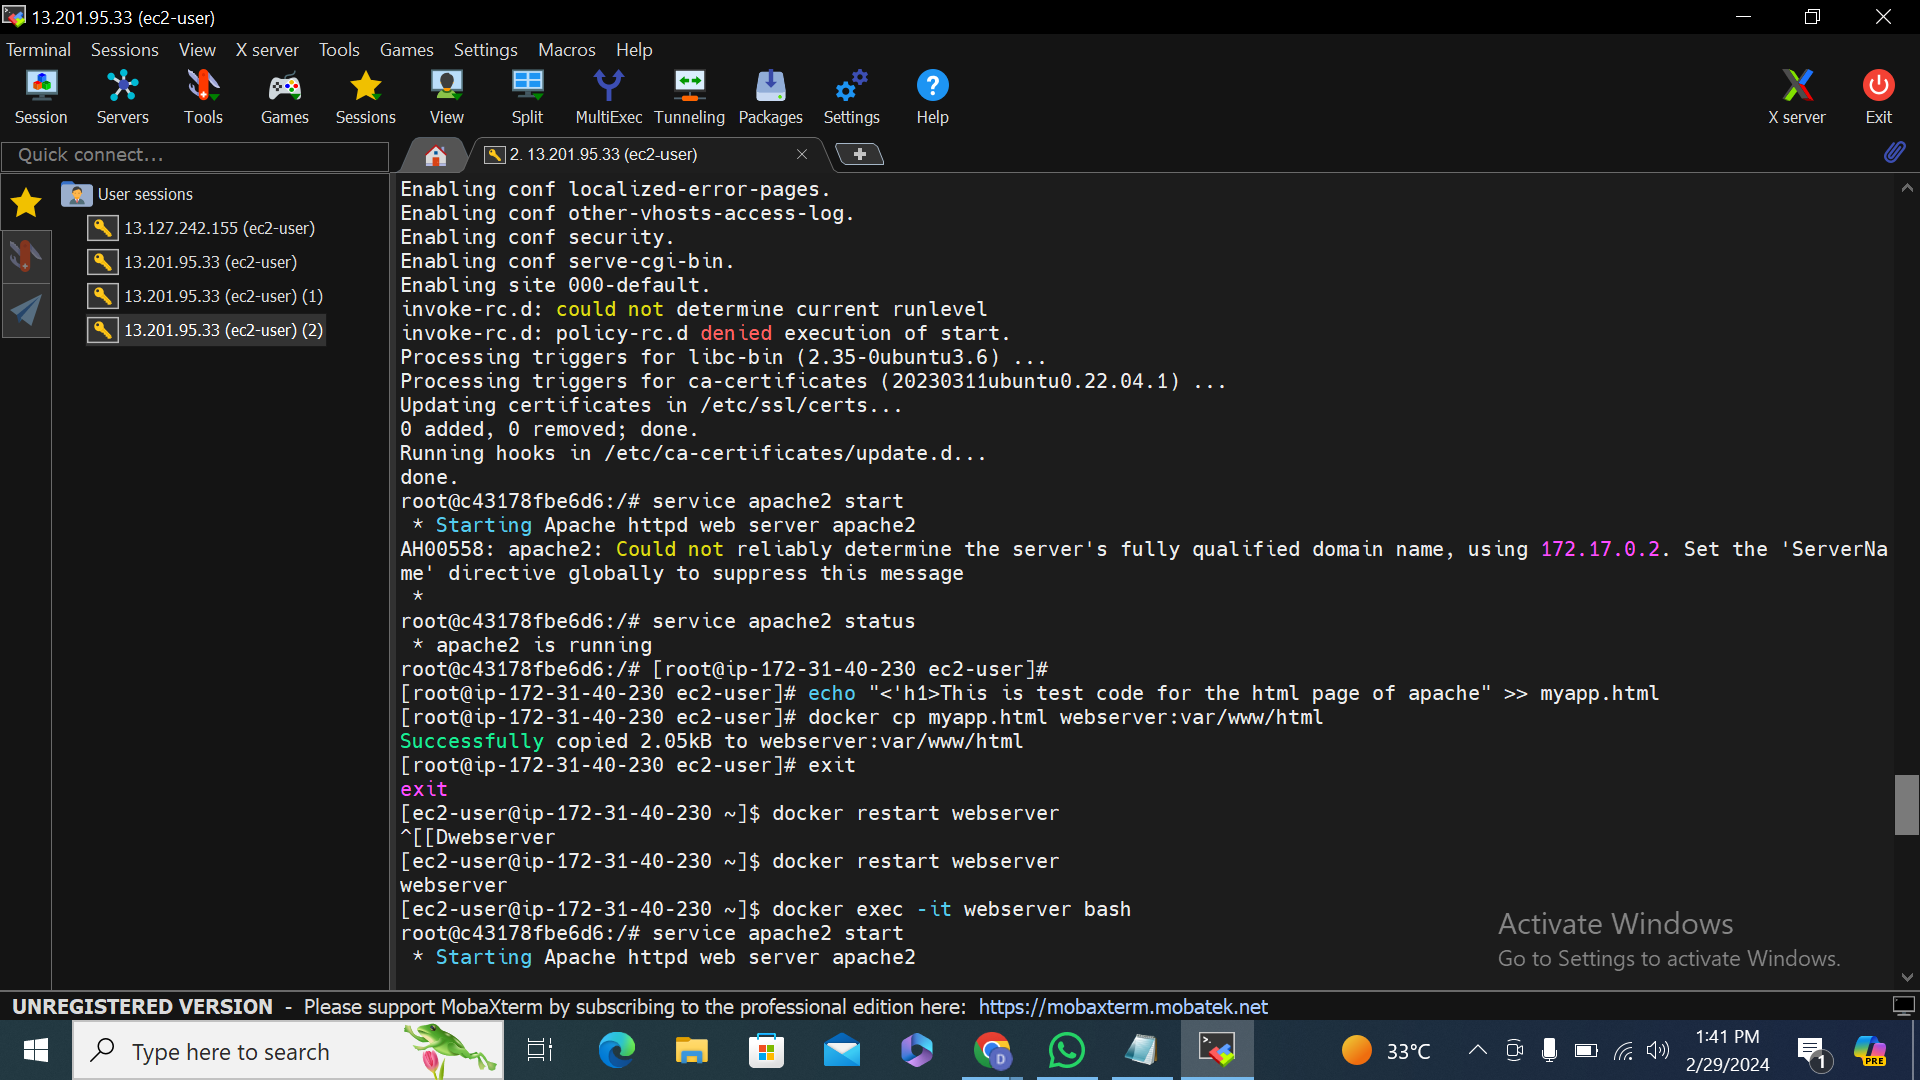 13.201.95.33 (ec2-user)
Terminal Sessions View X server Tools Games Settings Macros Help
Session Servers Tools Games Sessions View Split MultiExec Tunneling Packages Settings Help X server Exit
Quick connect...
2. 13.201.95.33 (ec2-user)
User sessions
13.127.242.155 (ec2-user)
13.201.95.33 (ec2-user)
13.201.95.33 (ec2-user) (1)
13.201.95.33 (ec2-user) (2)
Enabling conf localized-error-pages.
Enabling conf other-vhosts-access-log.
Enabling conf security.
Enabling conf serve-cgi-bin.
Enabling site 000-default.
invoke-rc.d: could not determine current runlevel
invoke-rc.d: policy-rc.d denied execution of start.
Processing triggers for libc-bin (2.35-0ubuntu3.6) ...
Processing triggers for ca-certificates (20230311ubuntu0.22.04.1) ...
Updating certificates in /etc/ssl/certs...
0 added, 0 removed; done.
Running hooks in /etc/ca-certificates/update.d...
done.
root@c43178fbe6d6:/# service apache2 start
 * Starting Apache httpd web server apache2
AH00558: apache2: Could not reliably determine the server's fully qualified domain name, using 172.17.0.2. Set the 'ServerNa
me' directive globally to suppress this message
 *
root@c43178fbe6d6:/# service apache2 status
 * apache2 is running
root@c43178fbe6d6:/# [root@ip-172-31-40-230 ec2-user]#
[root@ip-172-31-40-230 ec2-user]# echo "<'h1>This is test code for the html page of apache" >> myapp.html
[root@ip-172-31-40-230 ec2-user]# docker cp myapp.html webserver:var/www/html
Successfully copied 2.05kB to webserver:var/www/html
[root@ip-172-31-40-230 ec2-user]# exit
exit
[ec2-user@ip-172-31-40-230 ~]$ docker restart webserver
^[[Dwebserver
[ec2-user@ip-172-31-40-230 ~]$ docker restart webserver
webserver
[ec2-user@ip-172-31-40-230 ~]$ docker exec -it webserver bash
root@c43178fbe6d6:/# service apache2 start
 * Starting Apache httpd web server apache2
Activate Windows
Go to Settings to activate Windows.
UNREGISTERED VERSION - Please support MobaXterm by subscribing to the professional edition here: https://mobaxterm.mobatek.net
Type here to search
D
33°C
1:41 PM
2/29/2024
1
PRE